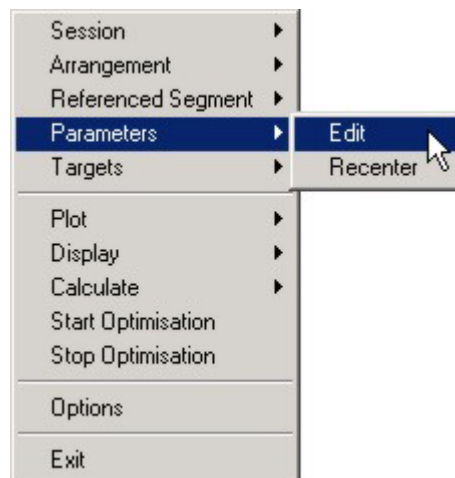 Session
Arrangement
Referenced Segment
Parameters
Edit
Targets
Recenter
Plot
Display
Calculate
Start Optimisation
Stop Optimisation
Options
Exit